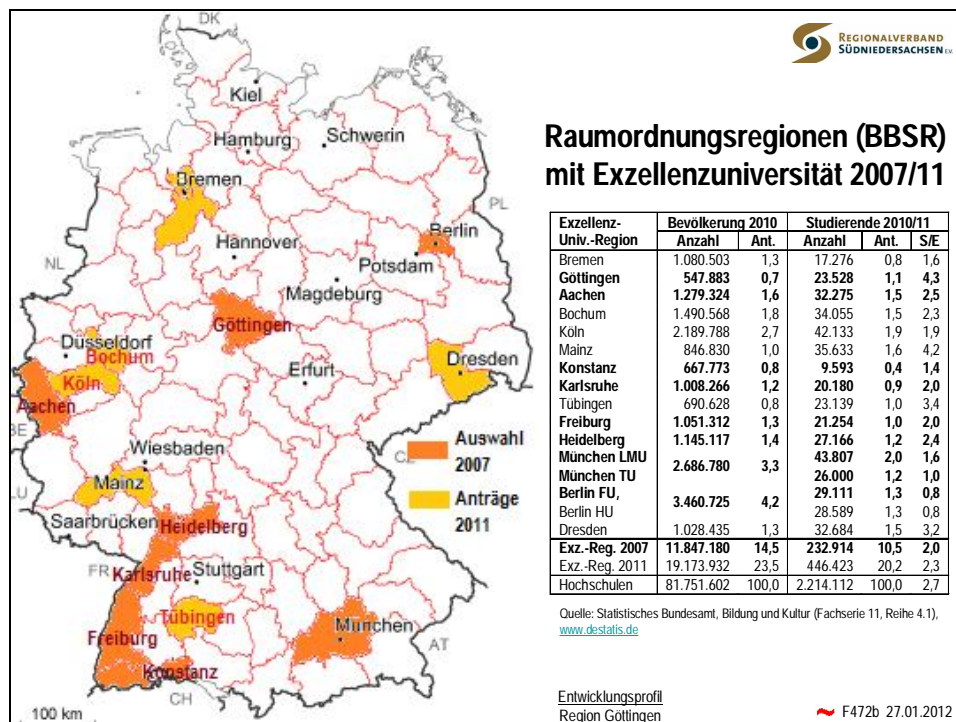 DK
Kiel
Schwerin
Hamburg
Bremen
PL
Berlin
Hannover
NL
Potsdam
Magdeburg
Göttingen
Düsseldorf
Bochum
Dresden
Köln
Erfurt
Aachen
BE
Wiesbaden
CZ
Mainz
LU
Saarbrücken
Heidelberg
FR
Karlsruhe
Stuttgart
Tübingen
Freiburg
München
AT
Konstanz
CH
100 km
Auswahl
2007
Anträge
2011
REGIONALVERBAND
SÜDNIEDERSACHSEN E.V.
Raumordnungsregionen (BBSR)
mit Exzellenzuniversität 2007/11
Exzellenz- Bevölkerung 2010 Studierende 2010/11
Univ.-Region Anzahl Ant. Anzahl Ant. S/E
Bremen 1.080.503 1,3 17.276 0,8 1,6
Göttingen 547.883 0,7 23.528 1,1 4,3
Aachen 1.279.324 1,6 32.275 1,5 2,5
Bochum 1.490.568 1,8 34.055 1,5 2,3
Köln 2.189.788 2,7 42.133 1,9 1,9
Mainz 846.830 1,0 35.633 1,6 4,2
Konstanz 667.773 0,8 9.593 0,4 1,4
Karlsruhe 1.008.266 1,2 20.180 0,9 2,0
Tübingen 690.628 0,8 23.139 1,0 3,4
Freiburg 1.051.312 1,3 21.254 1,0 2,0
Heidelberg 1.145.117 1,4 27.166 1,2 2,4
München LMU 2.686.780 3,3 43.807 2,0 1,6
München TU 26.000 1,2 1,0
Berlin FU, 3.460.725 4,2 29.111 1,3 0,8
Berlin HU 28.589 1,3 0,8
Dresden 1.028.435 1,3 32.684 1,5 3,2
Exz.-Reg. 2007 11.847.180 14,5 232.914 10,5 2,0
Exz.-Reg. 2011 19.173.932 23,5 446.423 20,2 2,3
Hochschulen 81.751.602 100,0 2.214.112 100,0 2,7
Quelle: Statistisches Bundesamt, Bildung und Kultur (Fachserie 11, Reihe 4.1),
www.destatis.de
Entwicklungsprofil
Region Göttingen
F472b 27.01.2012